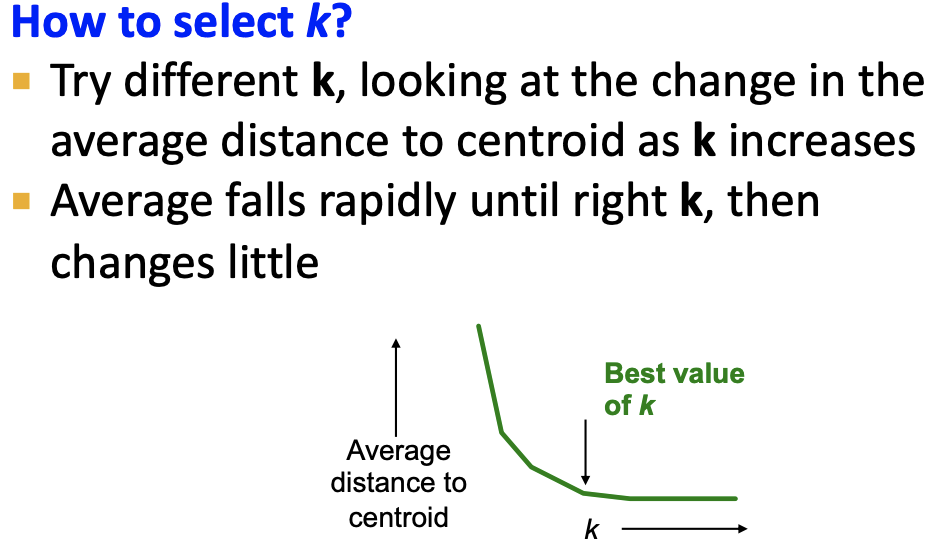 How to select k?
Try different k, looking at the change in the
average distance to centroid as k increases
Average falls rapidly until right k, then
changes little
Best value
of k
Average
distance to
centroid
k